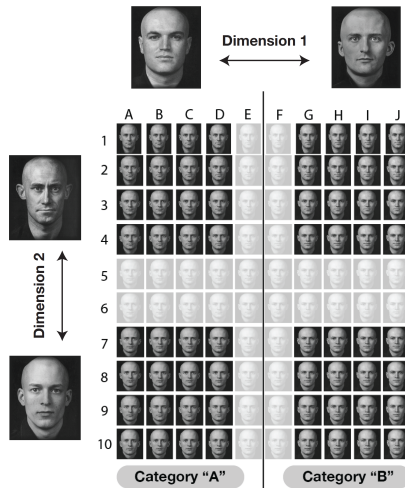 Dimension 1
A B C D E F G H I J
1
2
3
4
5
6
7
8
9
10
Dimension 2
Category “A” Category “B”